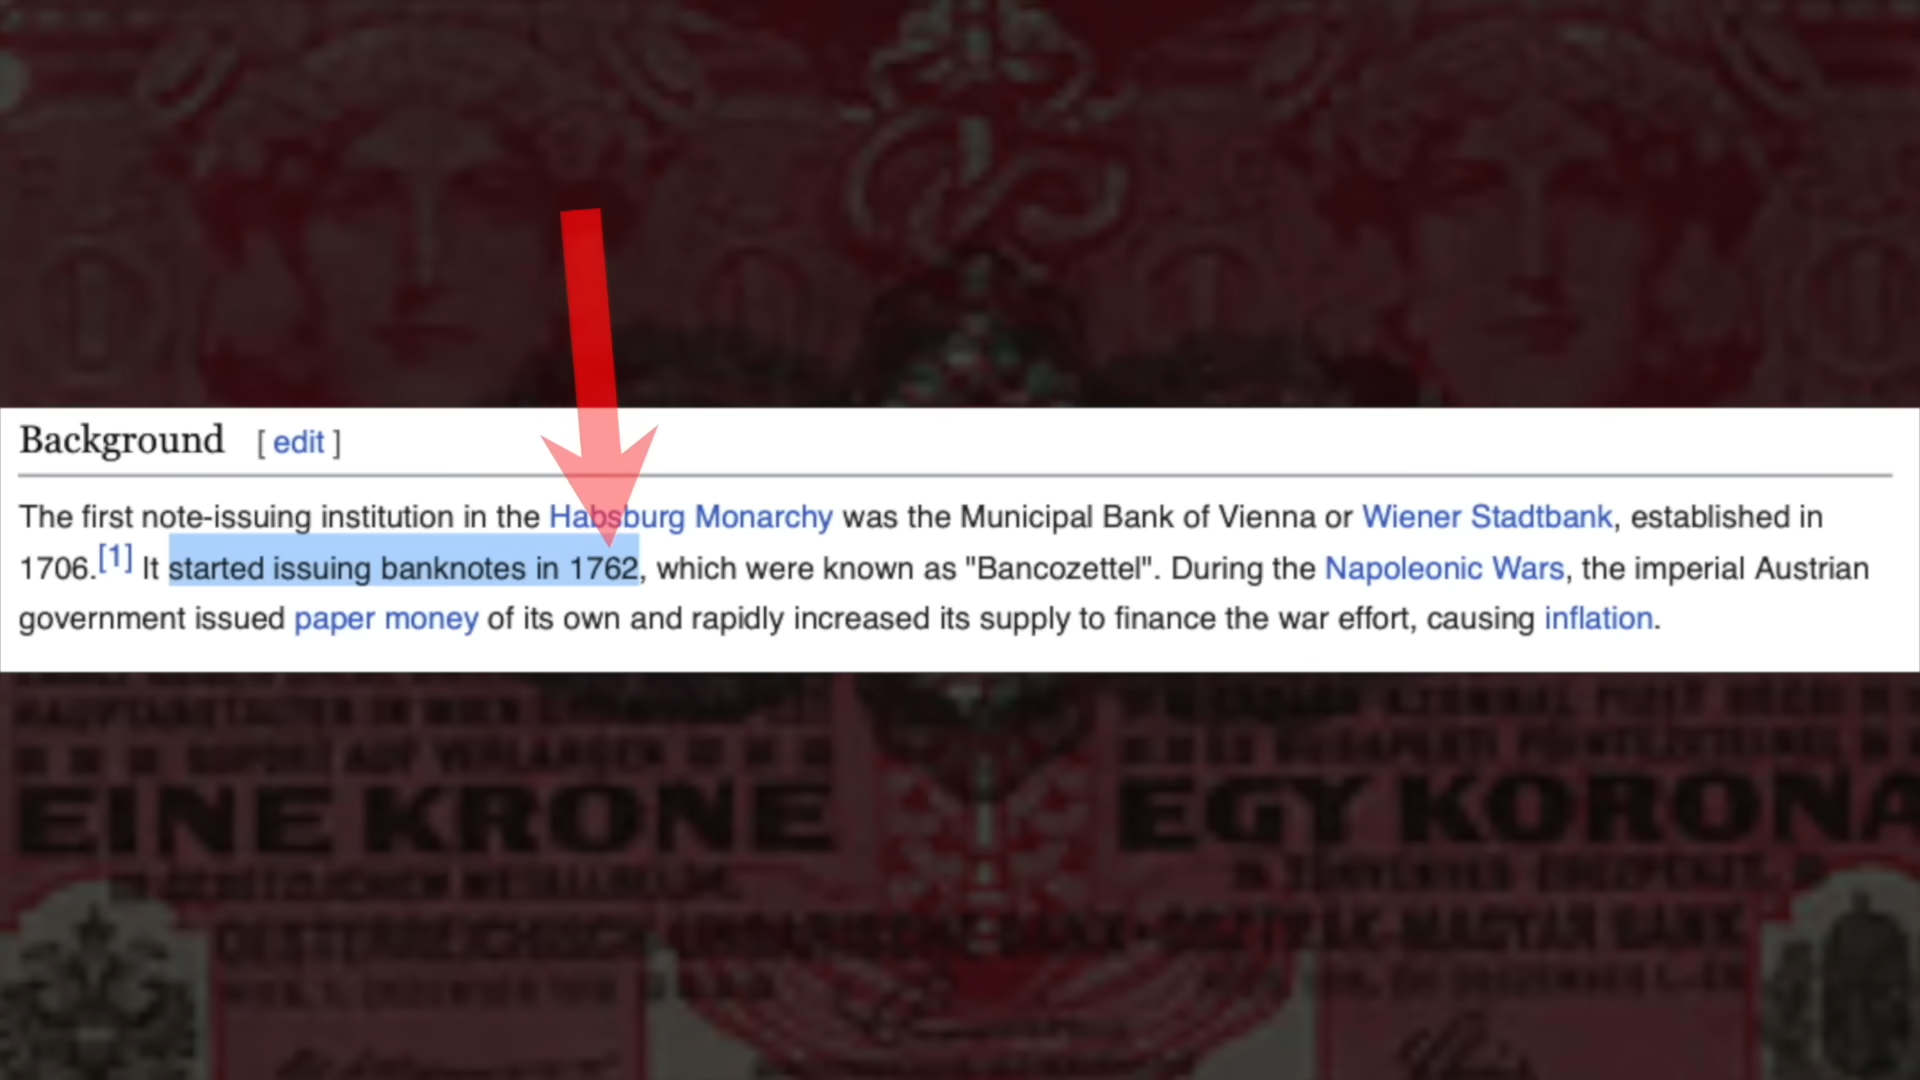 Background [ edit ]
The first note-issuing institution in the Habsburg Monarchy was the Municipal Bank of Vienna or Wiener Stadtbank, established in
1706.[1] It started issuing banknotes in 1762, which were known as "Bancozettel". During the Napoleonic Wars, the imperial Austrian
government issued paper money of its own and rapidly increased its supply to finance the war effort, causing inflation.
SOFORT AUF VERLANGEN
EINE KRONE
EGY KORONA